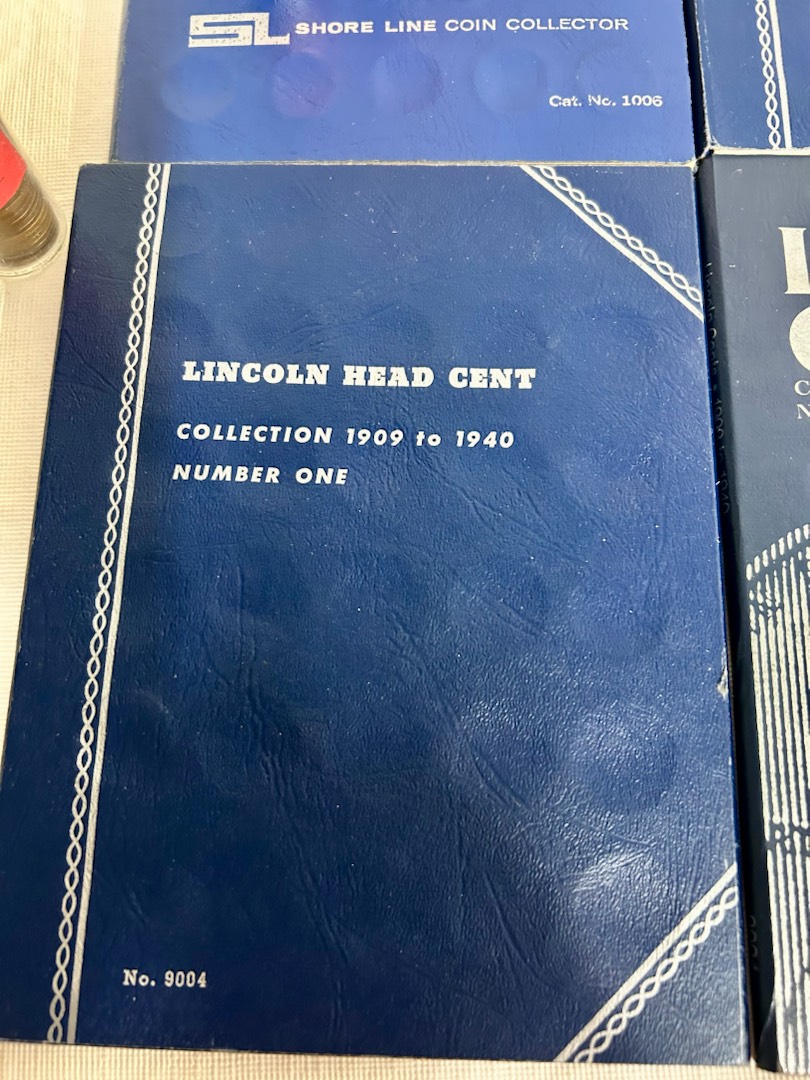 SL SHORE LINE COIN COLLECTOR
Cat. No. 1006
LINCOLN HEAD CENT
COLLECTION 1909 to 1940
NUMBER ONE
No. 9004